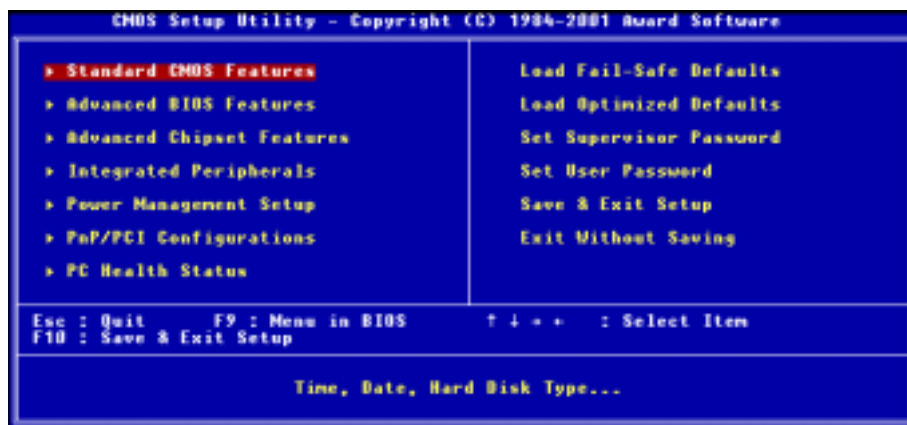 CMOS Setup Utility - Copyright (C) 1984-2001 Award Software
▸ Standard CMOS Features
▸ Advanced BIOS Features
▸ Advanced Chipset Features
▸ Integrated Peripherals
▸ Power Management Setup
▸ PnP/PCI Configurations
▸ PC Health Status
Load Fail-Safe Defaults
Load Optimized Defaults
Set Supervisor Password
Set User Password
Save & Exit Setup
Exit Without Saving
Esc : Quit F9 : Menu in BIOS ↑ ↓ → ← : Select Item
F10 : Save & Exit Setup
Time, Date, Hard Disk Type...